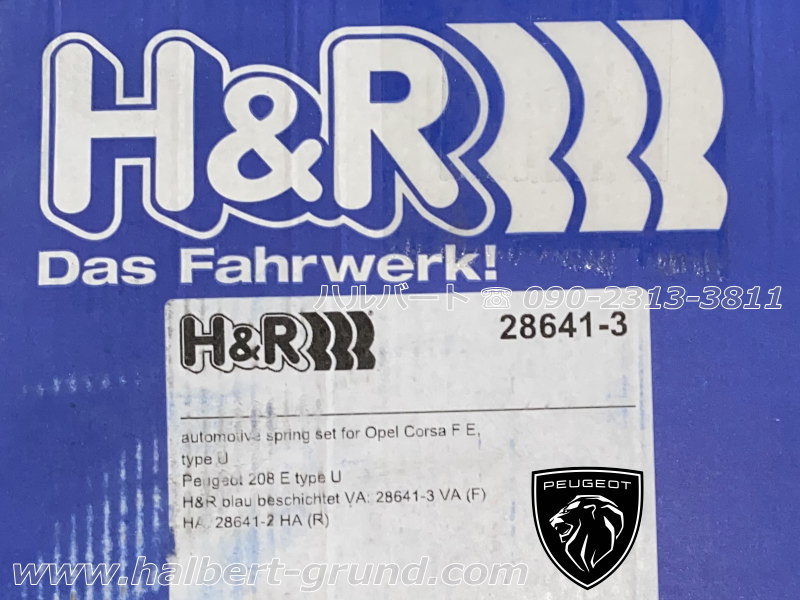 H&R
Das Fahrwerk!
ハルバート ☎ 090-2313-3811
H&R
28641-3
automotive spring set for Opel Corsa F E,
type U
Peugeot 208 E type U
H&R blau beschichtet VA: 28641-3 VA (F)
HA: 28641-2 HA (R)
PEUGEOT
www.halbert-grund.com